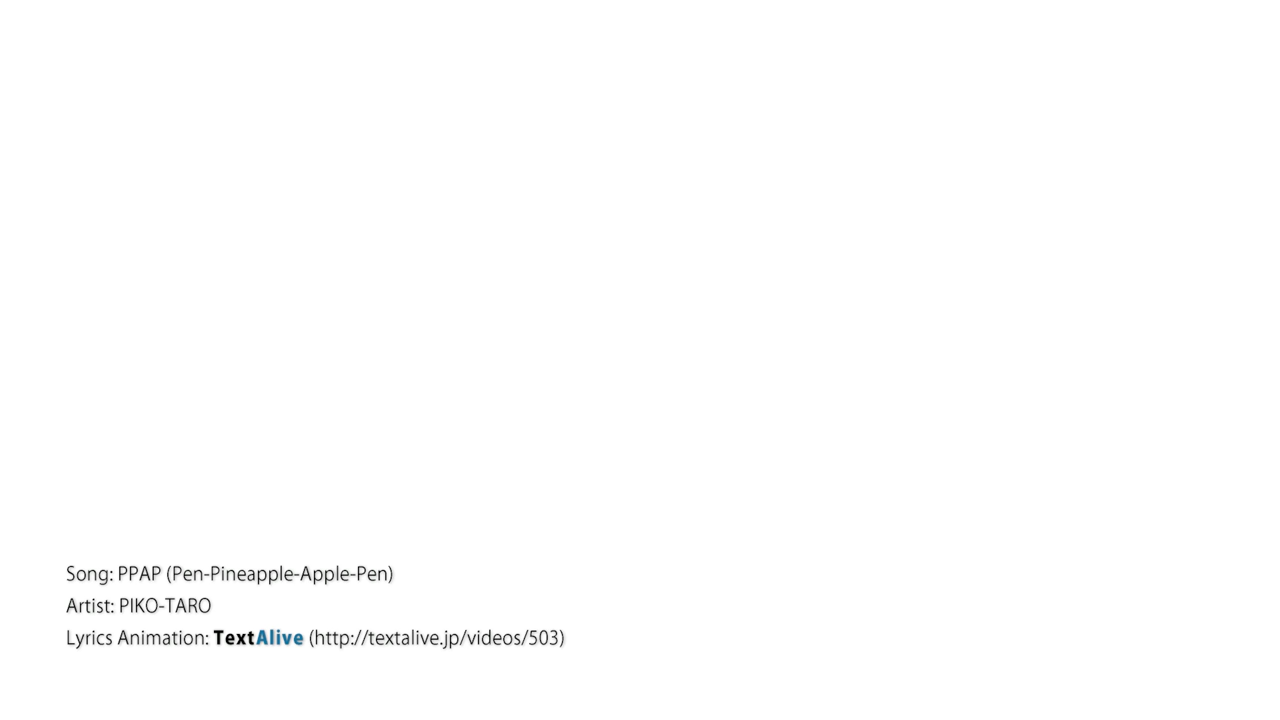 Song: PPAP (Pen-Pineapple-Apple-Pen)
Artist: PIKO-TARO
Lyrics Animation: TextAlive (http://textalive.jp/videos/503)